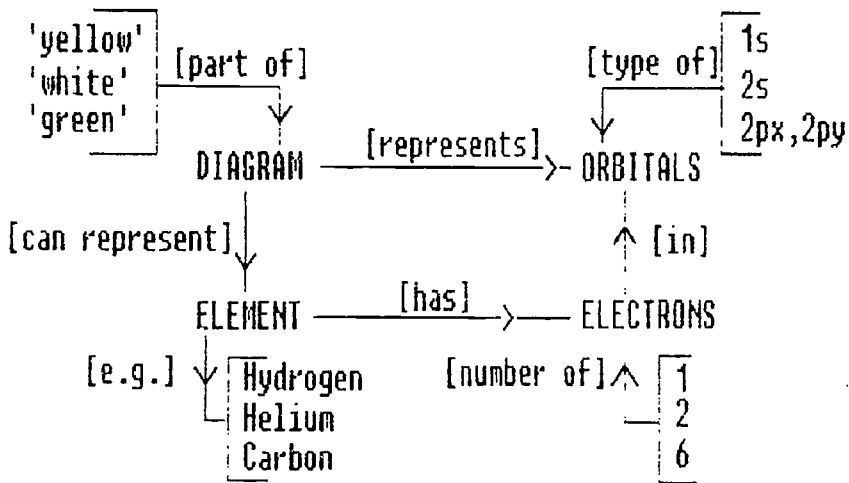 'yellow'
'white'
'green'
[part of]
[type of]
1s
2s
2px,2py
DIAGRAM
[represents]
ORBITALS
[can represent]
[in]
ELEMENT
[has]
ELECTRONS
[e.g.]
Hydrogen
Helium
Carbon
[number of]
1
2
6